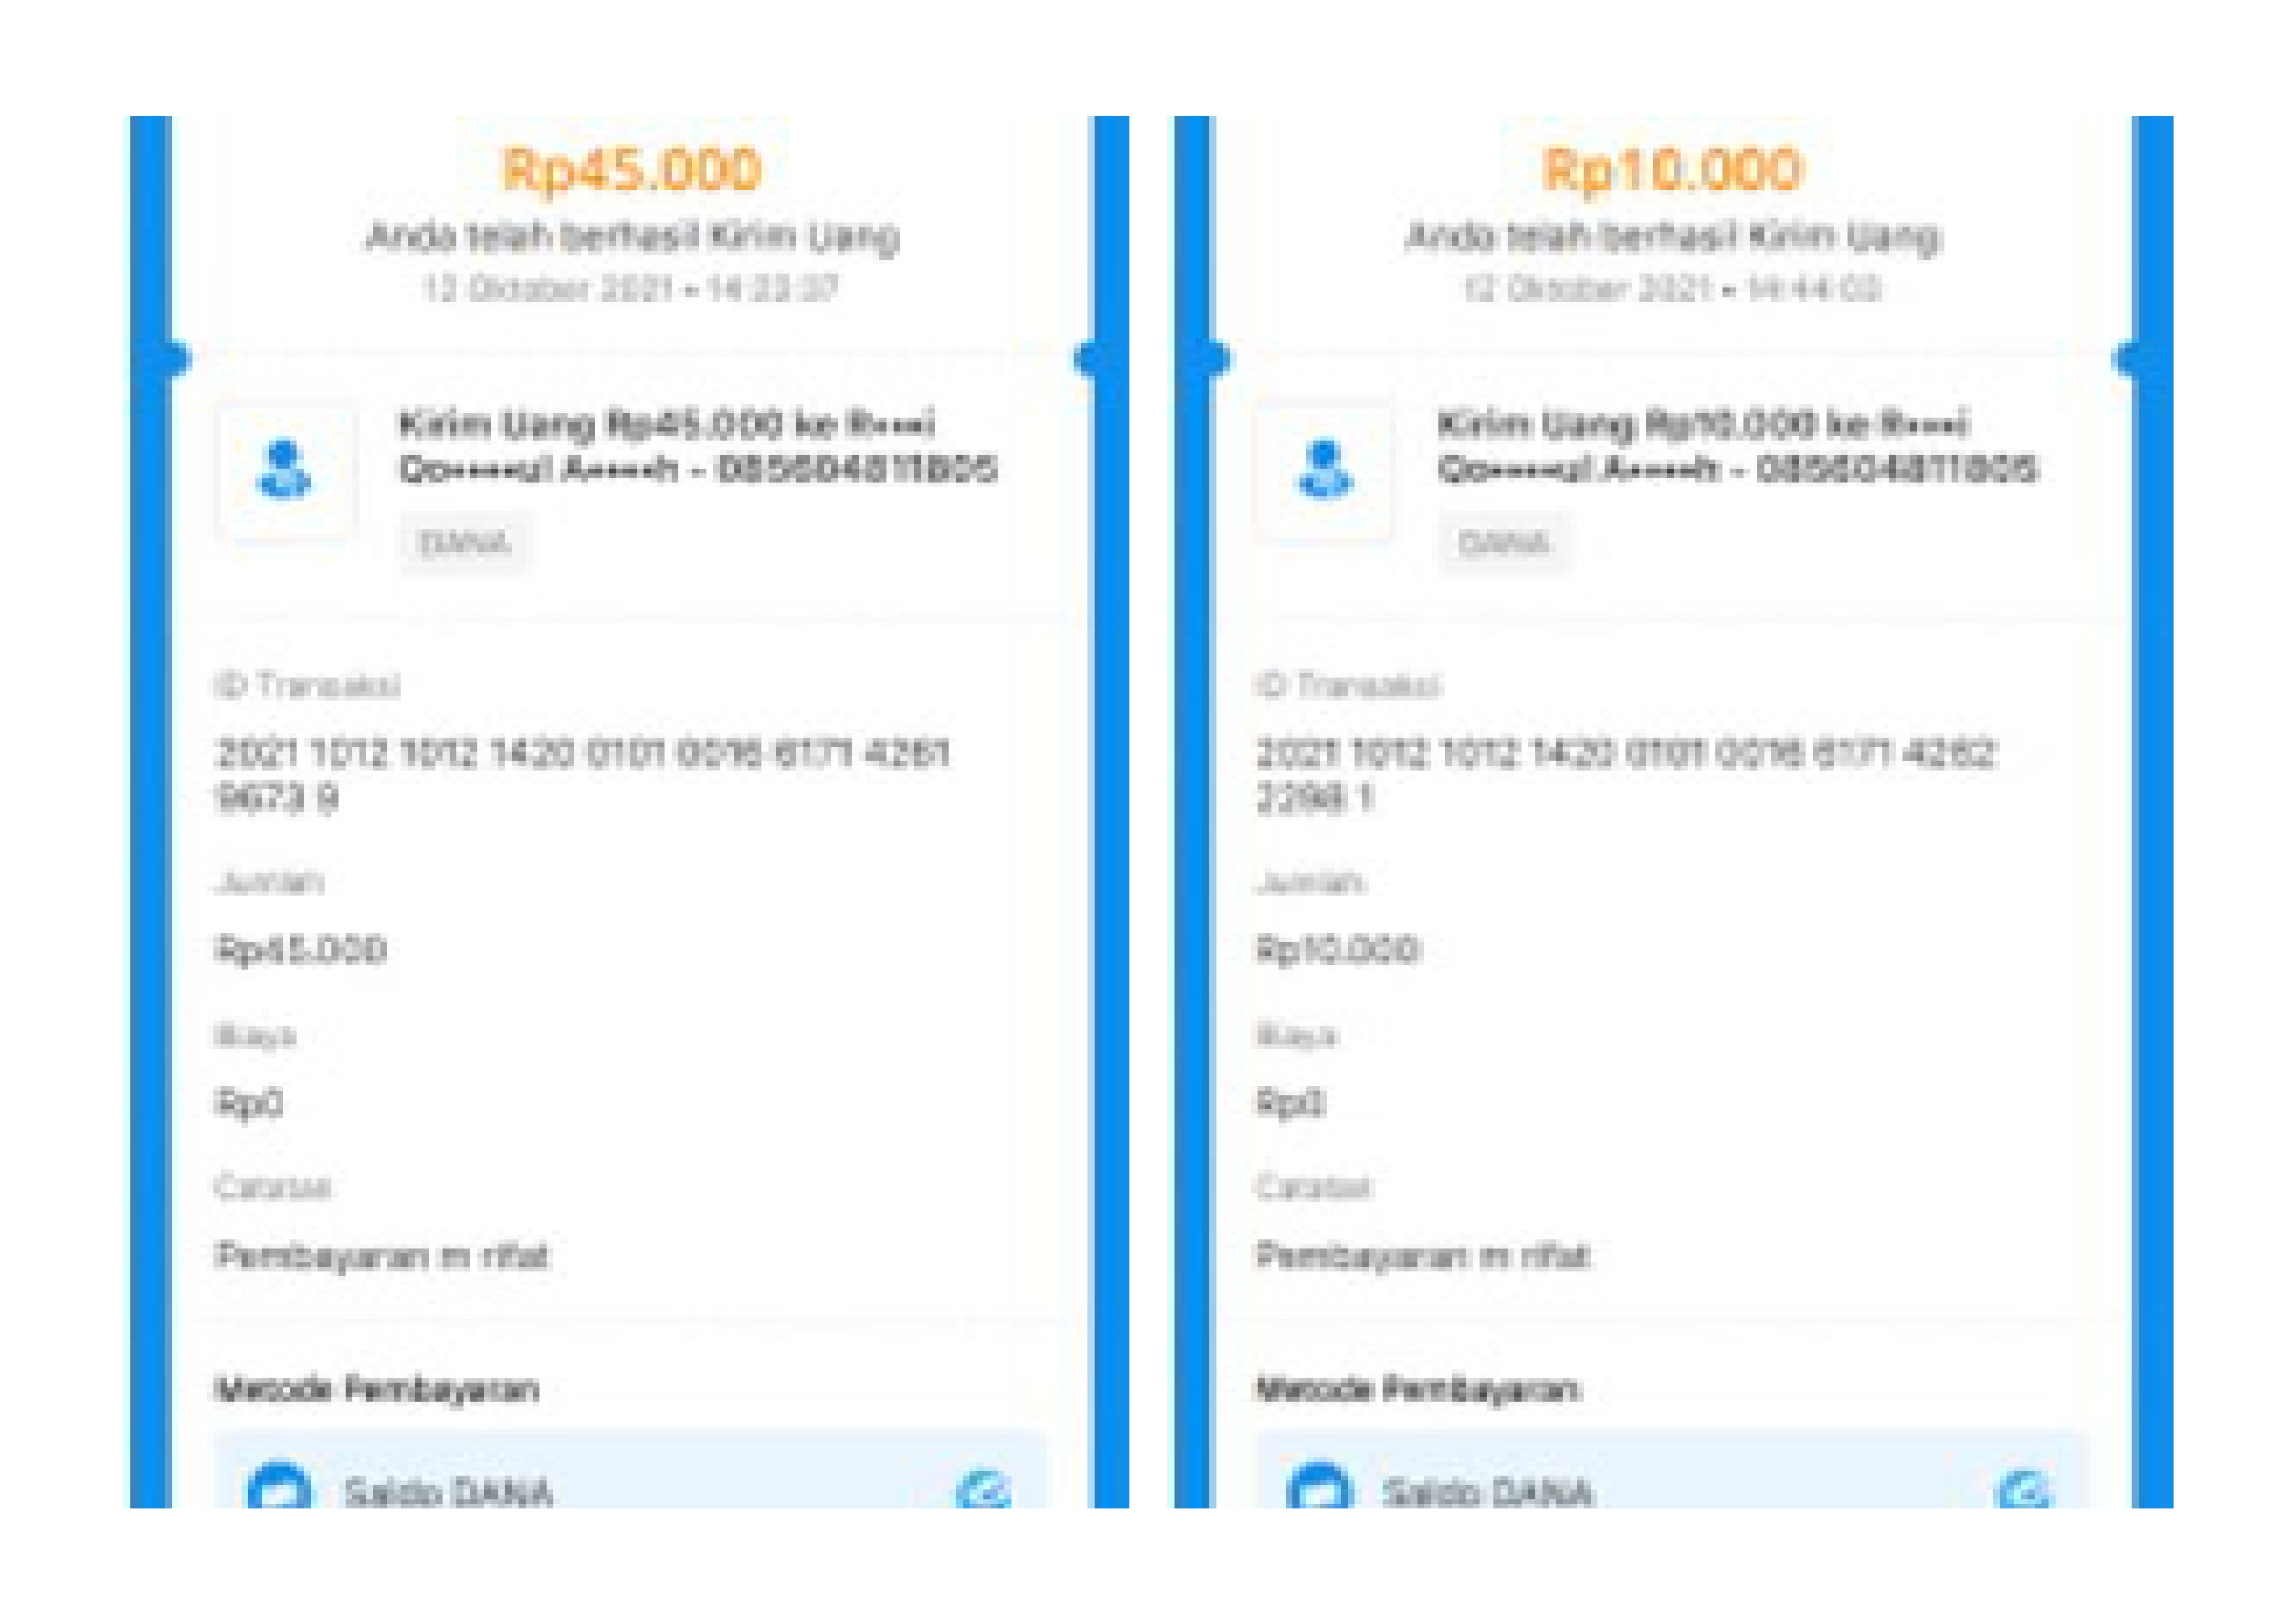 Rp45.000
Anda telah berhasil Kirim Uang
12 Oktober 2021 • 14:23:37
Kirim Uang Rp45.000 ke R••••i
Qo•••••ul A•••••h - 085604811805
DANA
ID Transaksi
2021 1012 1012 1420 0101 0016 6171 4261
9673 9
Jumlah
Rp45.000
Biaya
Rp0
Catatan
Pembayaran m rifat
Metode Pembayaran
Saldo DANA
Rp10.000
Anda telah berhasil Kirim Uang
12 Oktober 2021 • 14:44:03
Kirim Uang Rp10.000 ke R••••i
Qo•••••ul A•••••h - 085604811805
DANA
ID Transaksi
2021 1012 1012 1420 0101 0016 6171 4262
2298 1
Jumlah
Rp10.000
Biaya
Rp0
Catatan
Pembayaran m rifat
Metode Pembayaran
Saldo DANA